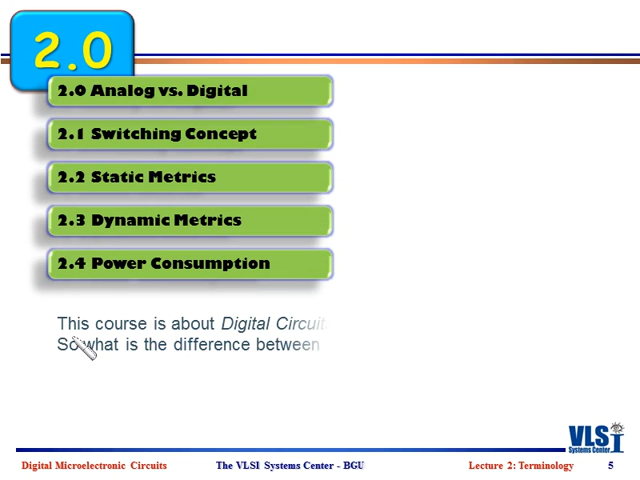 2.0
2.0 Analog vs. Digital
2.1 Switching Concept
2.2 Static Metrics
2.3 Dynamic Metrics
2.4 Power Consumption
This course is about Digital Circuit
So what is the difference between
VLSI
Systems Center
Digital Microelectronic Circuits The VLSI Systems Center - BGU Lecture 2: Terminology 5